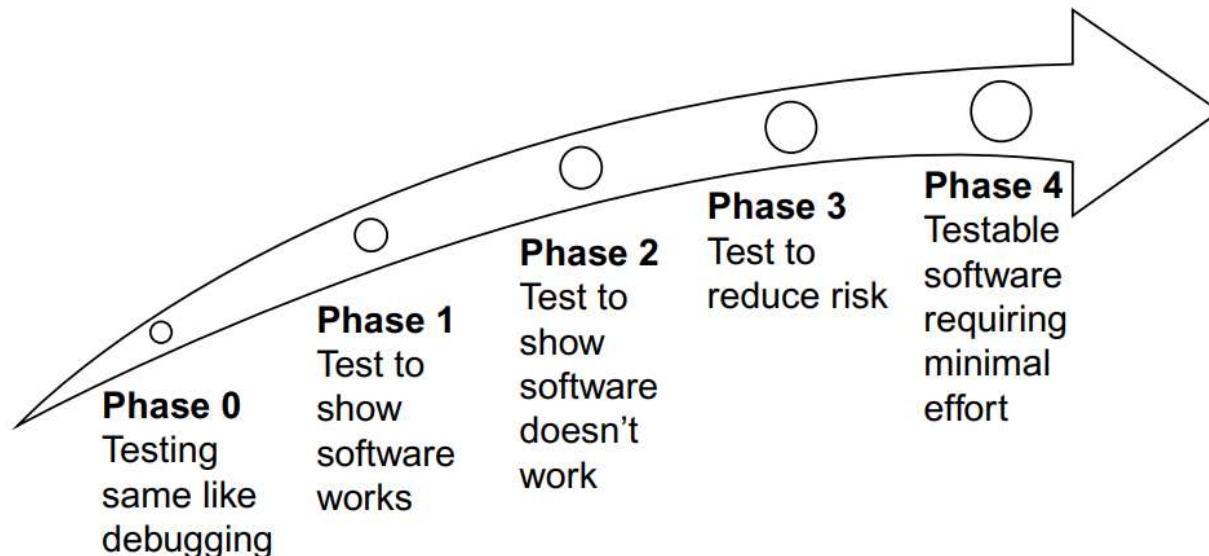 Phase 0
Testing
same like
debugging
Phase 1
Test to
show
software
works
Phase 2
Test to
show
software
doesn’t
work
Phase 3
Test to
reduce risk
Phase 4
Testable
software
requiring
minimal
effort